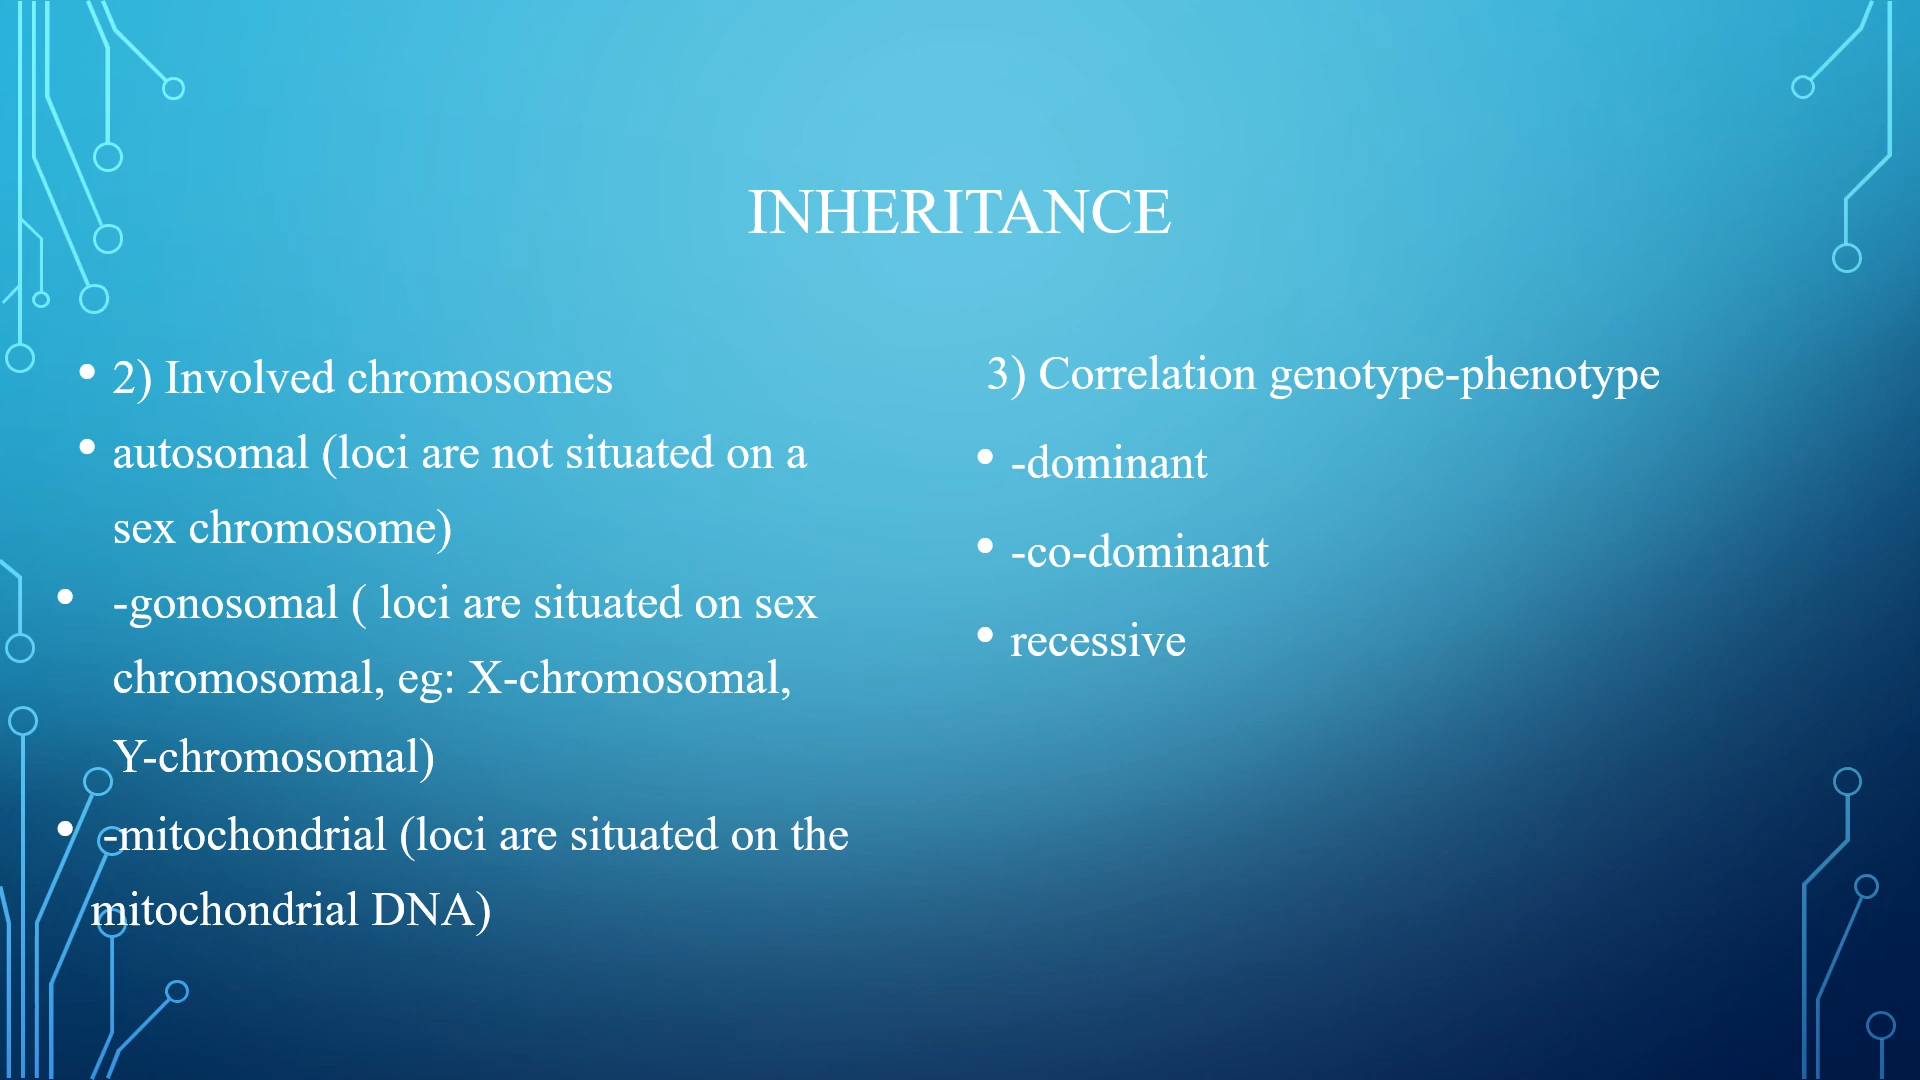 INHERITANCE
• 2) Involved chromosomes
• autosomal (loci are not situated on a
sex chromosome)
• -gonosomal ( loci are situated on sex
chromosomal, eg: X-chromosomal,
Y-chromosomal)
• -mitochondrial (loci are situated on the
mitochondrial DNA)
3) Correlation genotype-phenotype
• -dominant
• -co-dominant
• recessive